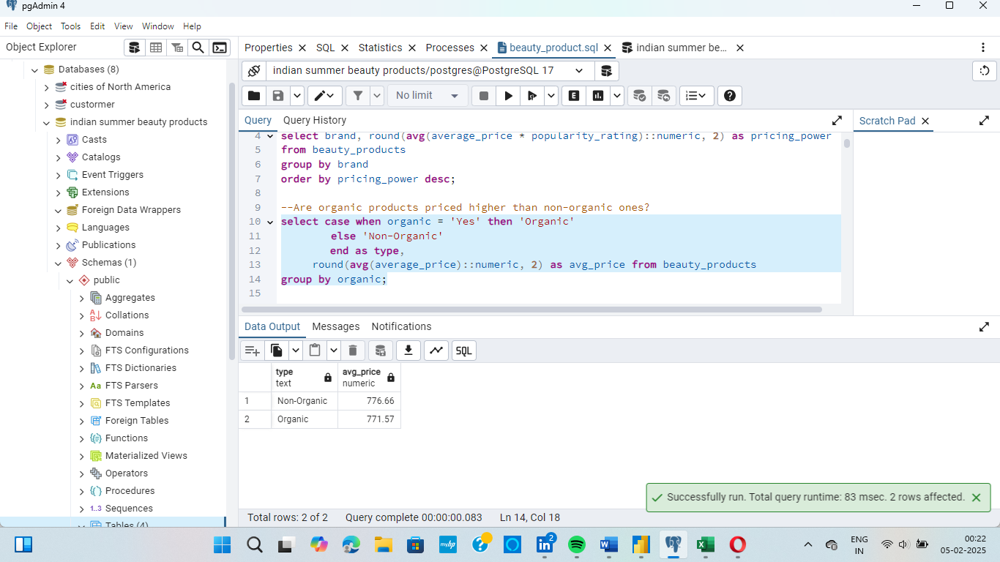 pgAdmin 4
File Object Tools Edit View Window Help
Object Explorer
Databases (8)
cities of North America
custormer
indian summer beauty products
Casts
Catalogs
Event Triggers
Extensions
Foreign Data Wrappers
Languages
Publications
Schemas (1)
public
Aggregates
Collations
Domains
FTS Configurations
FTS Dictionaries
Aa FTS Parsers
FTS Templates
Foreign Tables
Functions
Materialized Views
Operators
Procedures
1..3 Sequences
Tables (4)
Properties SQL Statistics Processes beauty_product.sql indian summer be...
indian summer beauty products/postgres@PostgreSQL 17
No limit E
Query Query History
Scratch Pad
4 select brand, round(avg(average_price * popularity_rating)::numeric, 2) as pricing_power
5 from beauty_products
6 group by brand
7 order by pricing_power desc;
8
9 --Are organic products priced higher than non-organic ones?
10 select case when organic = 'Yes' then 'Organic'
11 else 'Non-Organic'
12 end as type,
13 round(avg(average_price)::numeric, 2) as avg_price from beauty_products
14 group by organic;
15
Data Output Messages Notifications
SQL
type avg_price
text numeric
1 Non-Organic 776.66
2 Organic 771.57
Successfully run. Total query runtime: 83 msec. 2 rows affected.
Total rows: 2 of 2 Query complete 00:00:00.083 Ln 14, Col 18
myhp
2
ENG
IN
00:22
05-02-2025